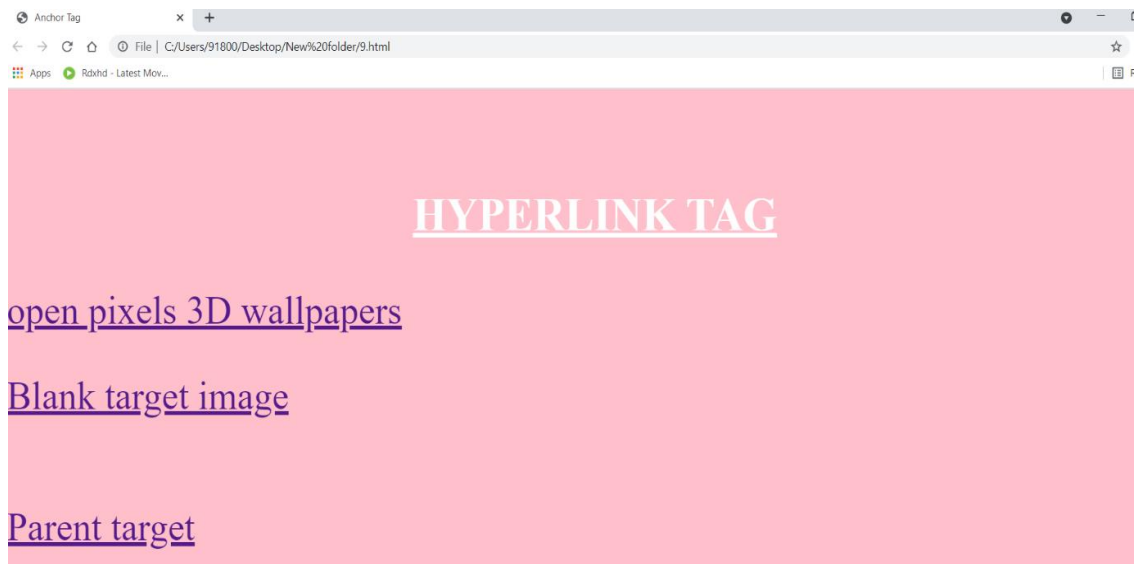 Anchor Tag
File | C:/Users/91800/Desktop/New%20folder/9.html
Apps Rdxhd - Latest Mov...
HYPERLINK TAG
open pixels 3D wallpapers
Blank target image
Parent target